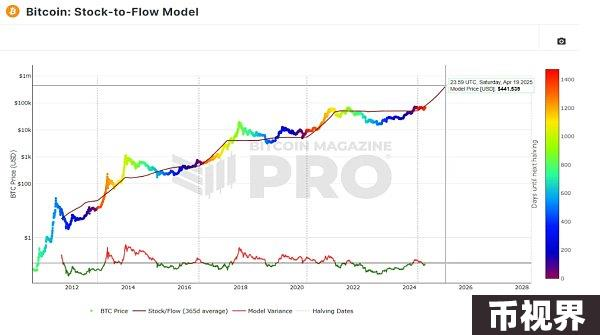 Bitcoin: Stock-to-Flow Model
$1m
$100k
$10k
$1k
$100
$1
BTC Price (USD)
23:59 UTC, Saturday, Apr 19 2025
Model Price [USD]: $441,535
BITCOIN MAGAZINE
PRO
1400
1200
1000
800
600
400
200
0
Days until next halving
2012
2014
2016
2018
2020
2022
2024
2026
2028
BTC Price
Stock/Flow (365d average)
Model Variance
Halving Dates
币视界